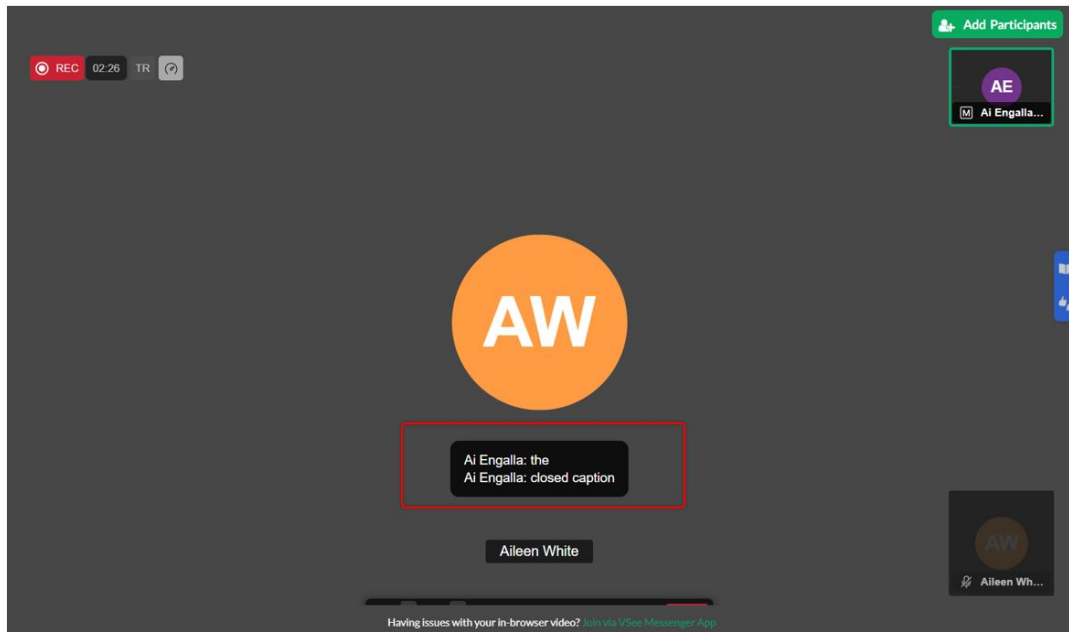 Add Participants
REC 02:26 TR
AE
M Ai Engalla...
AW
Ai Engalla: the
Ai Engalla: closed caption
Aileen White
AW
Aileen Wh...
Having issues with your in-browser video? Join via VSee Messenger App